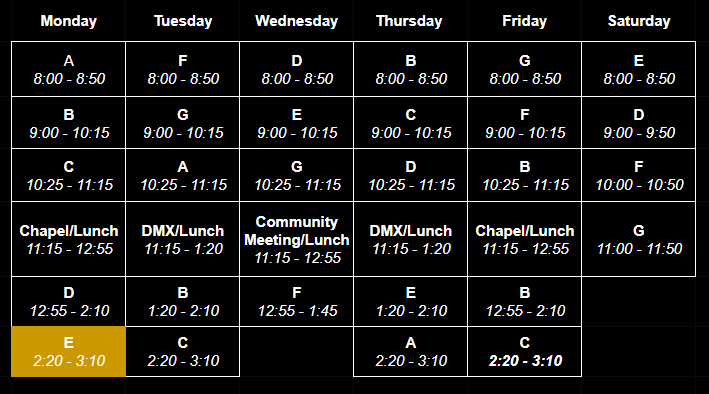 Monday Tuesday Wednesday Thursday Friday Saturday
A F D B G E
8:00 - 8:50 8:00 - 8:50 8:00 - 8:50 8:00 - 8:50 8:00 - 8:50 8:00 - 8:50
B G E C F D
9:00 - 10:15 9:00 - 10:15 9:00 - 10:15 9:00 - 10:15 9:00 - 10:15 9:00 - 9:50
C A G D B F
10:25 - 11:15 10:25 - 11:15 10:25 - 11:15 10:25 - 11:15 10:25 - 11:15 10:00 - 10:50
Chapel/Lunch DMX/Lunch Community Meeting/Lunch DMX/Lunch Chapel/Lunch G
11:15 - 12:55 11:15 - 1:20 11:15 - 12:55 11:15 - 1:20 11:15 - 12:55 11:00 - 11:50
D B F E B
12:55 - 2:10 1:20 - 2:10 12:55 - 1:45 1:20 - 2:10 12:55 - 2:10
E C A C
2:20 - 3:10 2:20 - 3:10 2:20 - 3:10 2:20 - 3:10